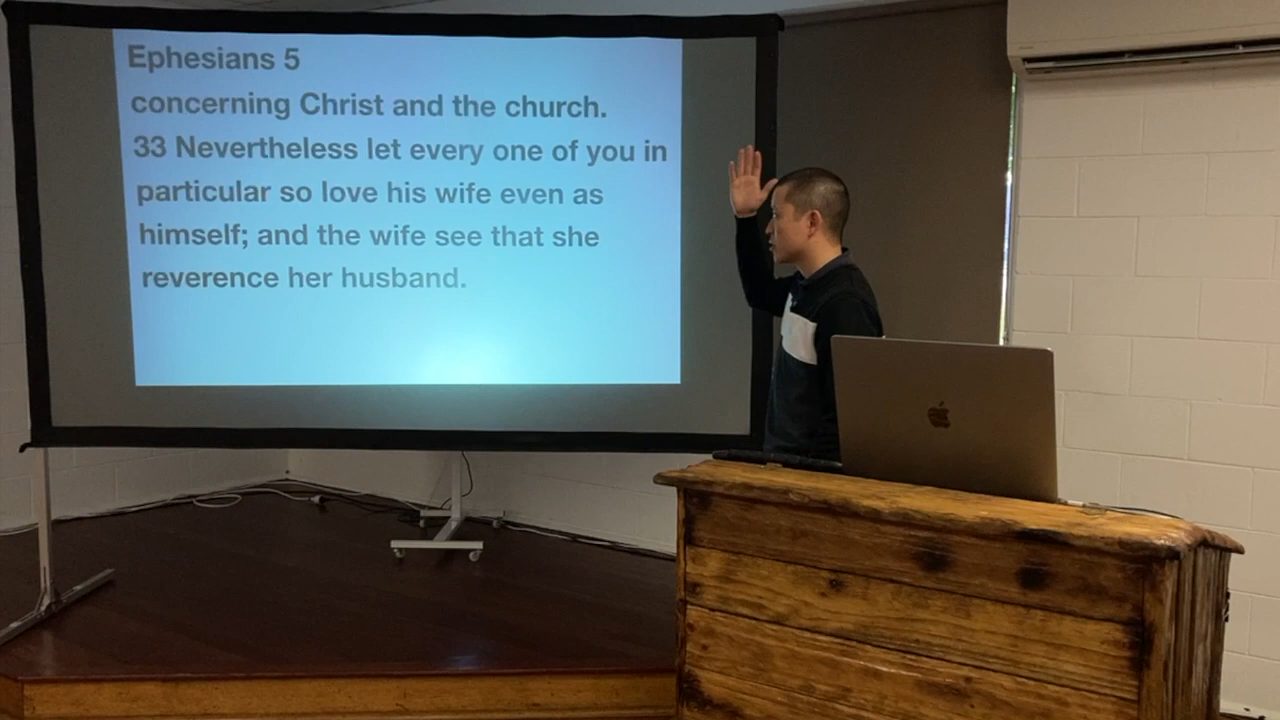 Ephesians 5
concerning Christ and the church.
33 Nevertheless let every one of you in
particular so love his wife even as
himself; and the wife see that she
reverence her husband.